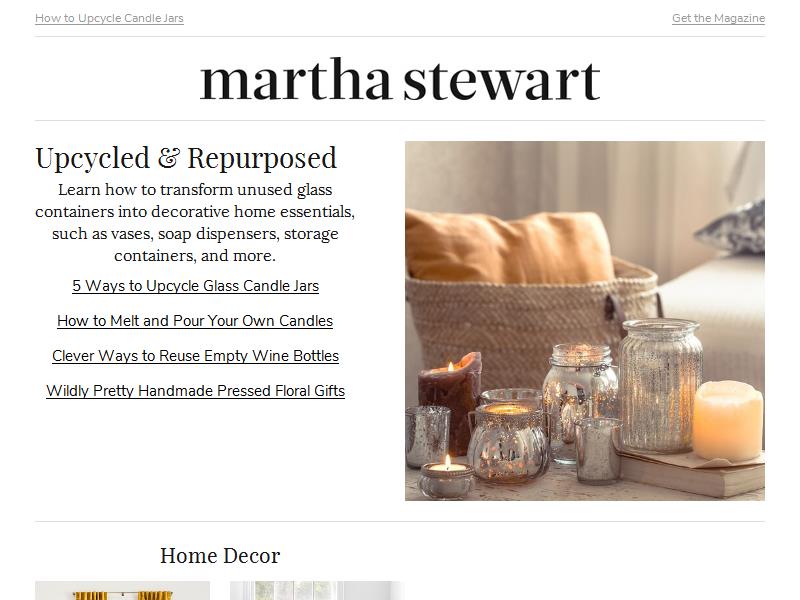 How to Upcycle Candle Jars
Get the Magazine
martha stewart
Upcycled & Repurposed
Learn how to transform unused glass
containers into decorative home essentials,
such as vases, soap dispensers, storage
containers, and more.
5 Ways to Upcycle Glass Candle Jars
How to Melt and Pour Your Own Candles
Clever Ways to Reuse Empty Wine Bottles
Wildly Pretty Handmade Pressed Floral Gifts
Home Decor